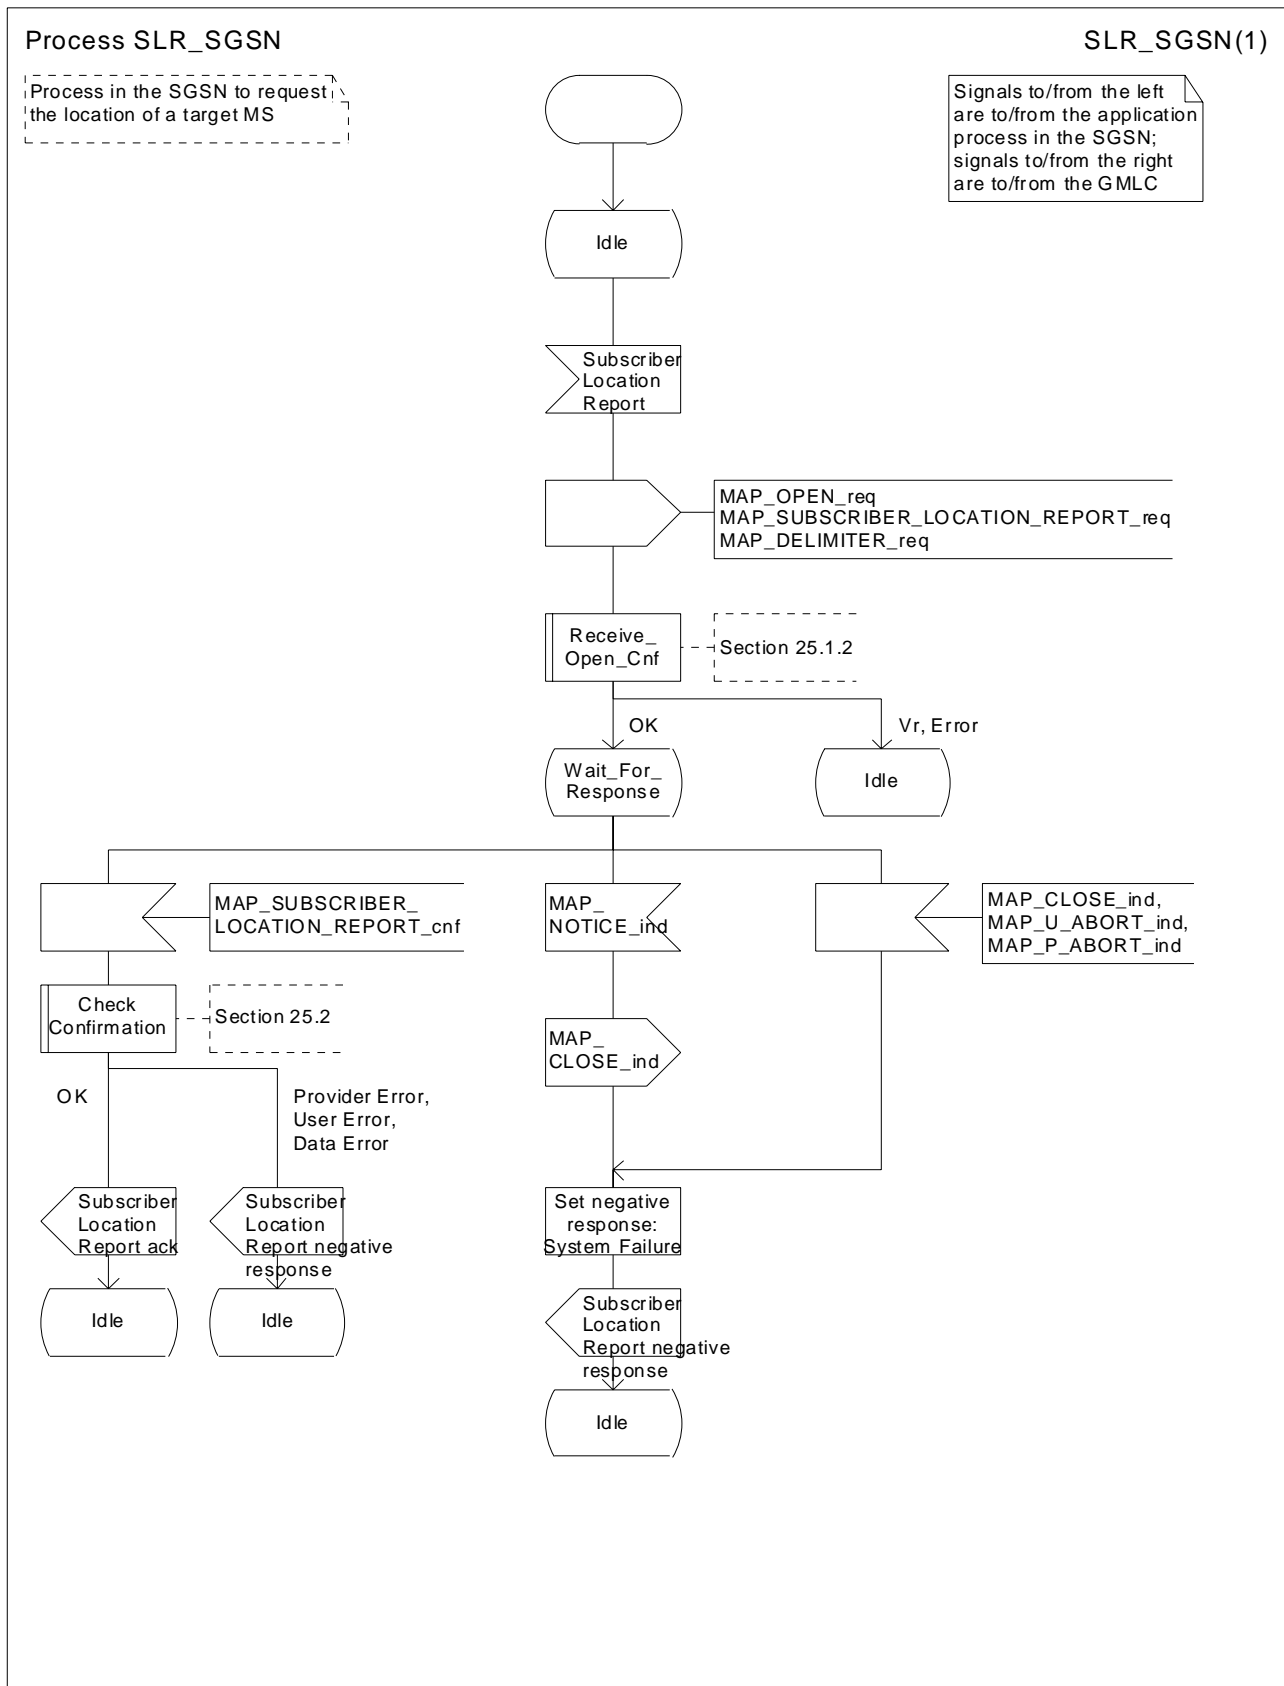 Process SLR_SGSN
SLR_SGSN(1)
Process in the SGSN to request
the location of a target MS
Signals to/from the left
are to/from the application
process in the SGSN;
signals to/from the right
are to/from the GMLC
Idle
Subscriber
Location
Report
MAP_OPEN_req
MAP_SUBSCRIBER_LOCATION_REPORT_req
MAP_DELIMITER_req
Receive_
Open_Cnf
Section 25.1.2
OK
Vr, Error
Wait_For_
Response
Idle
MAP_SUBSCRIBER_
LOCATION_REPORT_cnf
MAP_
NOTICE_ind
MAP_CLOSE_ind,
MAP_U_ABORT_ind,
MAP_P_ABORT_ind
Check
Confirmation
Section 25.2
MAP_
CLOSE_ind
OK
Provider Error,
User Error,
Data Error
Subscriber
Location
Report ack
Subscriber
Location
Report negative
response
Set negative
response:
System Failure
Idle
Idle
Subscriber
Location
Report negative
response
Idle